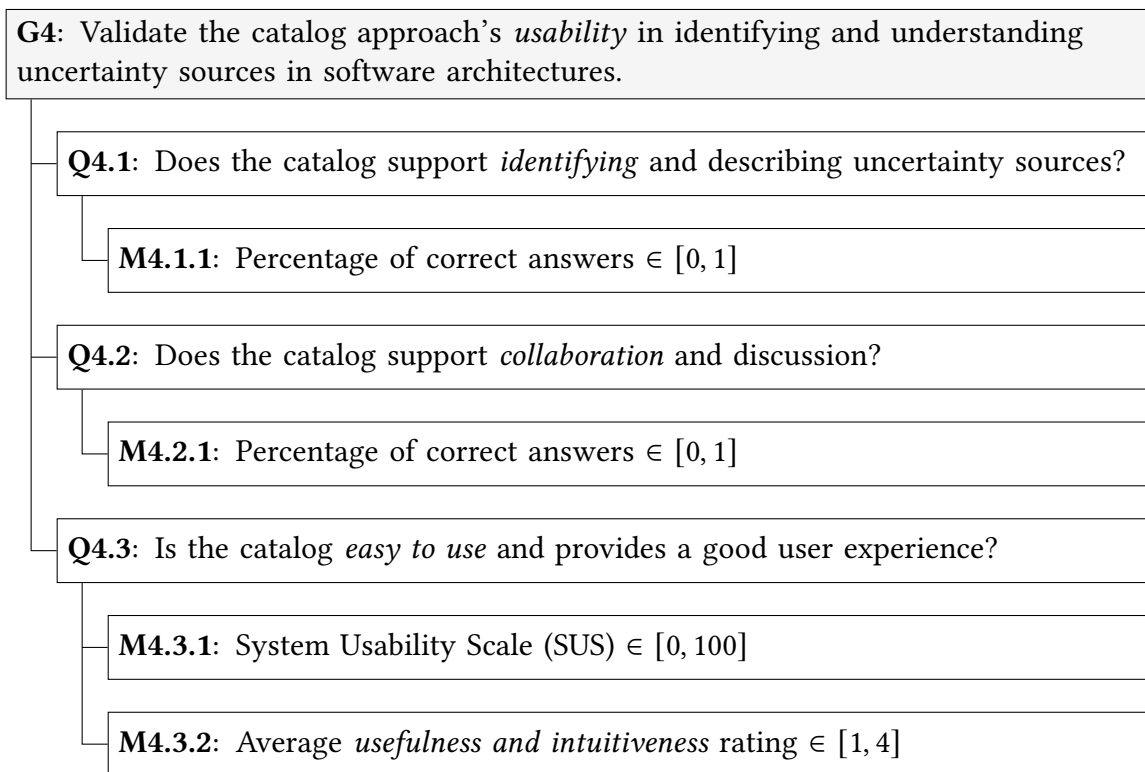 G4: Validate the catalog approach's usability in identifying and understanding
uncertainty sources in software architectures.
Q4.1: Does the catalog support identifying and describing uncertainty sources?
M4.1.1: Percentage of correct answers ∈ [0, 1]
Q4.2: Does the catalog support collaboration and discussion?
M4.2.1: Percentage of correct answers ∈ [0, 1]
Q4.3: Is the catalog easy to use and provides a good user experience?
M4.3.1: System Usability Scale (SUS) ∈ [0, 100]
M4.3.2: Average usefulness and intuitiveness rating ∈ [1, 4]